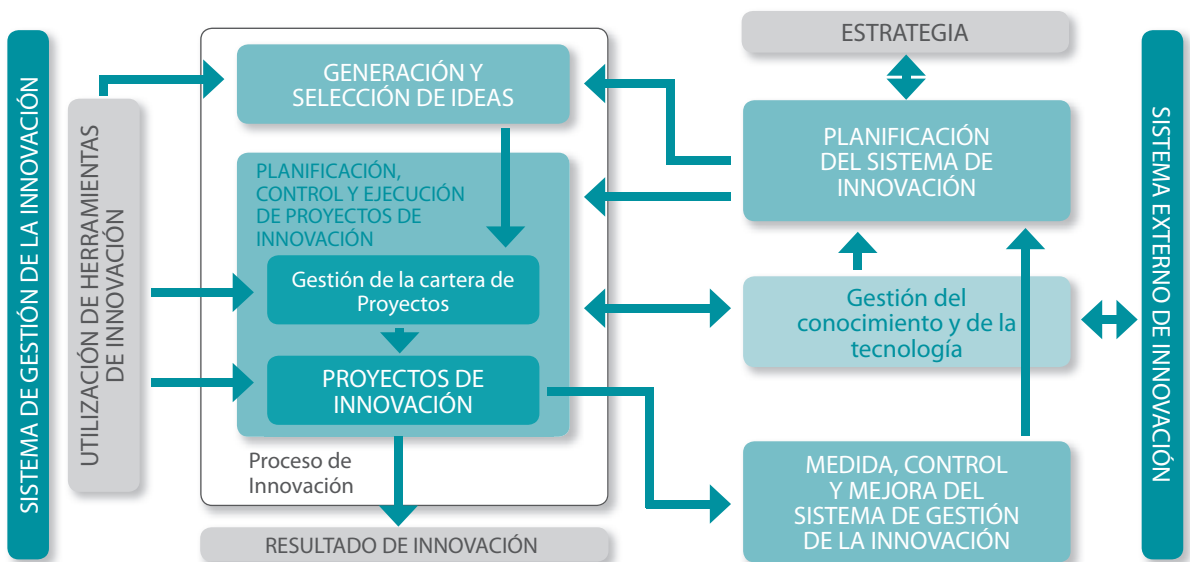 SISTEMA DE GESTIÓN DE LA INNOVACIÓN
UTILIZACIÓN DE HERRAMIENTAS
DE INNOVACIÓN
GENERACIÓN Y
SELECCIÓN DE IDEAS
PLANIFICACIÓN,
CONTROL Y EJECUCIÓN
DE PROYECTOS DE
INNOVACIÓN
Gestión de la cartera de
Proyectos
PROYECTOS DE
INNOVACIÓN
Proceso de
Innovación
RESULTADO DE INNOVACIÓN
ESTRATEGIA
PLANIFICACIÓN
DEL SISTEMA DE
INNOVACIÓN
Gestión del
conocimiento y de la
tecnología
MEDIDA, CONTROL
Y MEJORA DEL
SISTEMA DE GESTIÓN
DE LA INNOVACIÓN
SISTEMA EXTERNO DE INNOVACIÓN